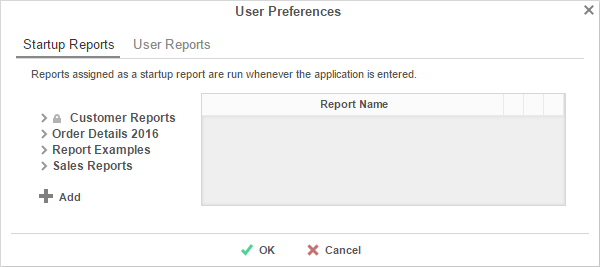 User Preferences
Startup Reports User Reports
Reports assigned as a startup report are run whenever the application is entered.
Report Name
Customer Reports
Order Details 2016
Report Examples
Sales Reports
Add
OK Cancel